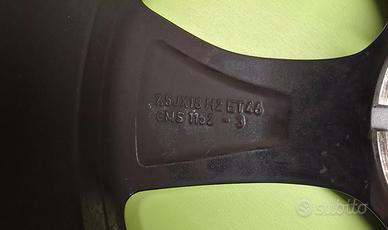 7.5JX18 H2 ET46
CMS 1152 - 3
subito